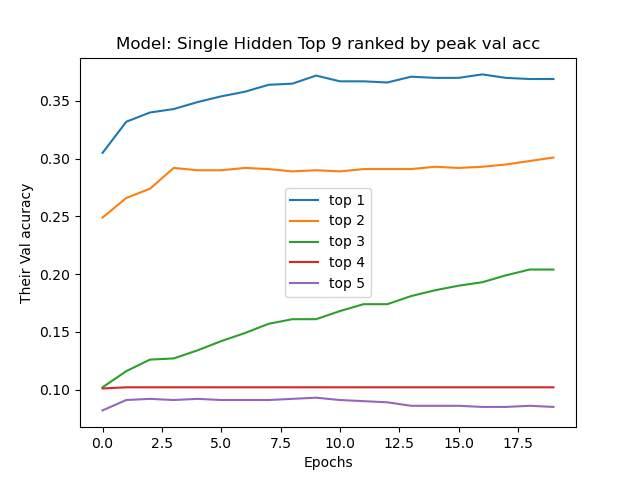 Model: Single Hidden Top 9 ranked by peak val acc
Their Val acuracy
0.35
0.30
0.25
0.20
0.15
0.10
top 1
top 2
top 3
top 4
top 5
0.0 2.5 5.0 7.5 10.0 12.5 15.0 17.5
Epochs